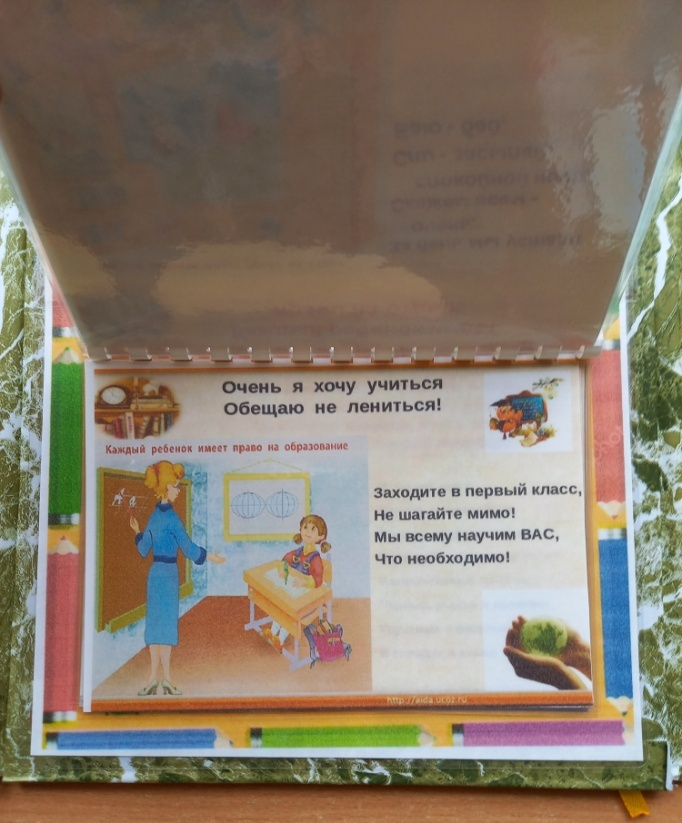 Очень я хочу учиться
Обещаю не лениться!
Каждый ребенок имеет право на образование
Заходите в первый класс,
Не шагайте мимо!
Мы всему научим ВАС,
Что необходимо!
http://aida.ucoz.ru